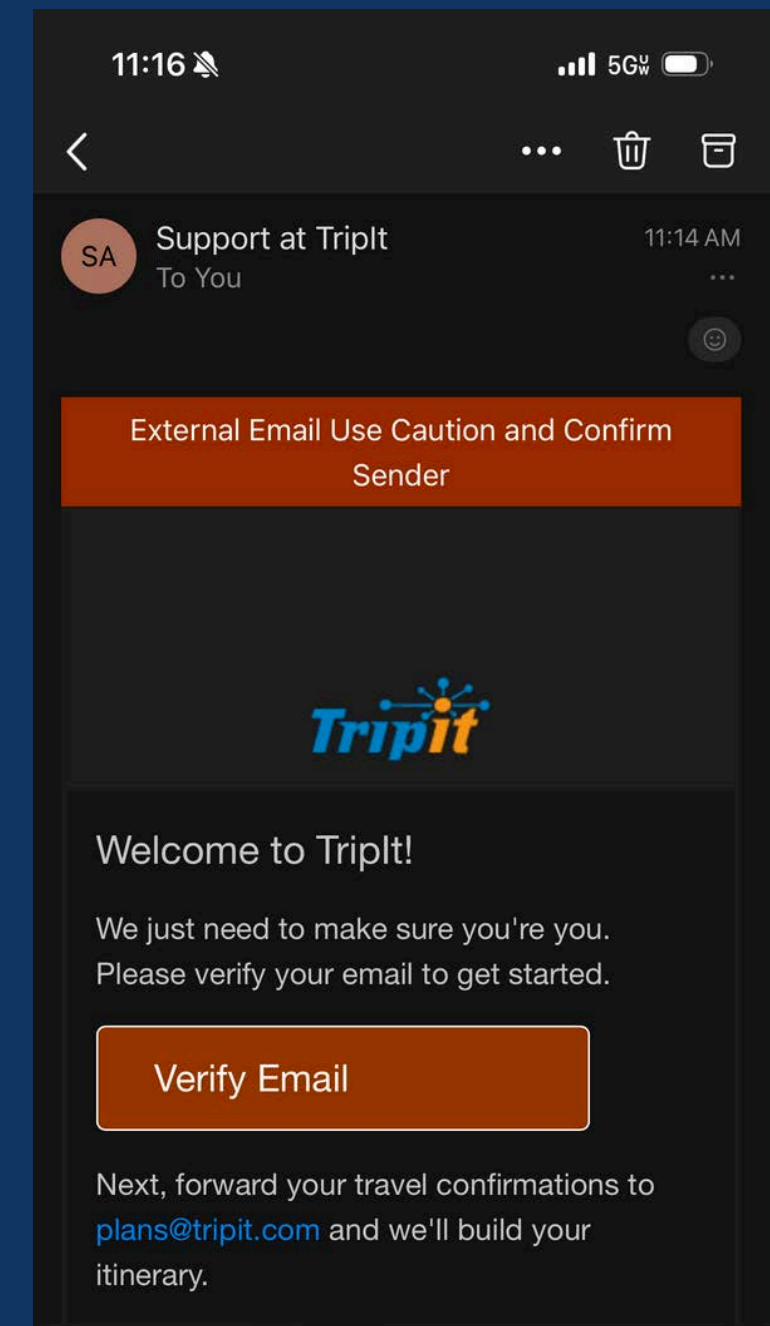 11:16
5G UW
SA
Support at TripIt
11:14 AM
To You
External Email Use Caution and Confirm
Sender
Tripit
Welcome to TripIt!
We just need to make sure you're you.
Please verify your email to get started.
Verify Email
Next, forward your travel confirmations to
plans@tripit.com and we'll build your
itinerary.